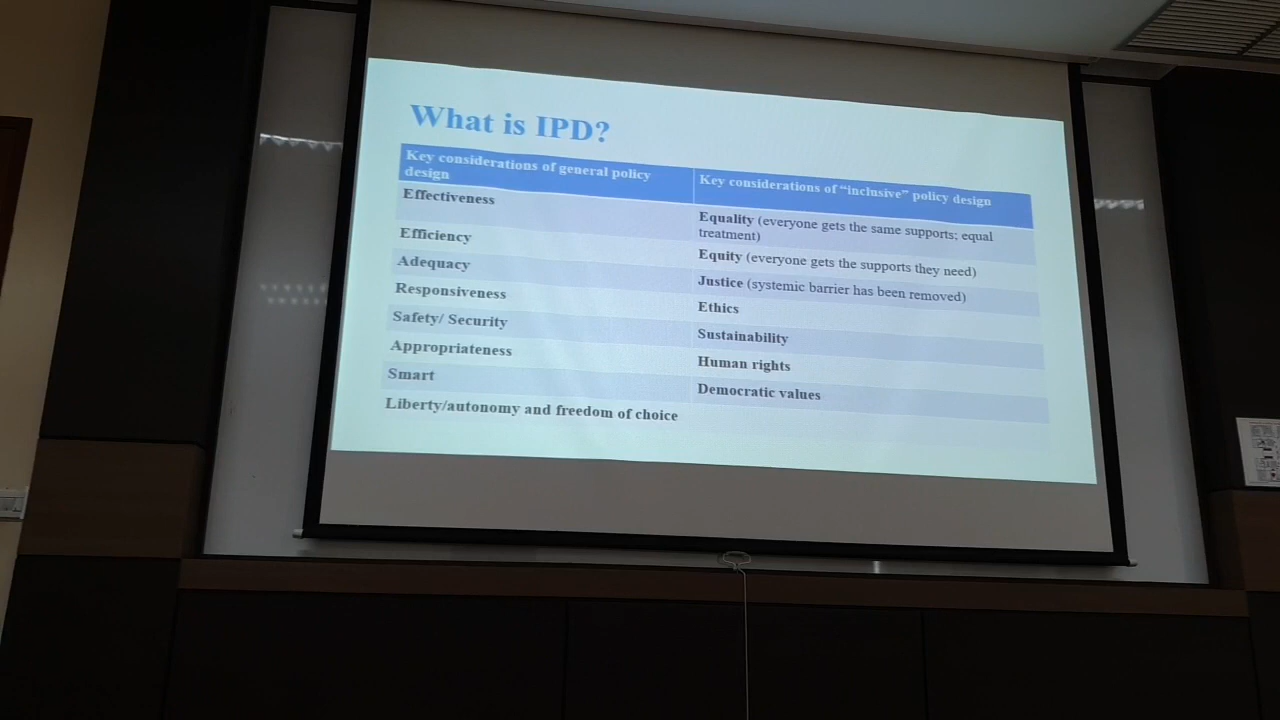 What is IPD?
Key considerations of general policy
design
Key considerations of “inclusive” policy design
Effectiveness
Equality (everyone gets the same supports; equal
treatment)
Efficiency
Equity (everyone gets the supports they need)
Adequacy
Justice (systemic barrier has been removed)
Responsiveness
Ethics
Safety/ Security
Sustainability
Appropriateness
Human rights
Smart
Democratic values
Liberty/autonomy and freedom of choice